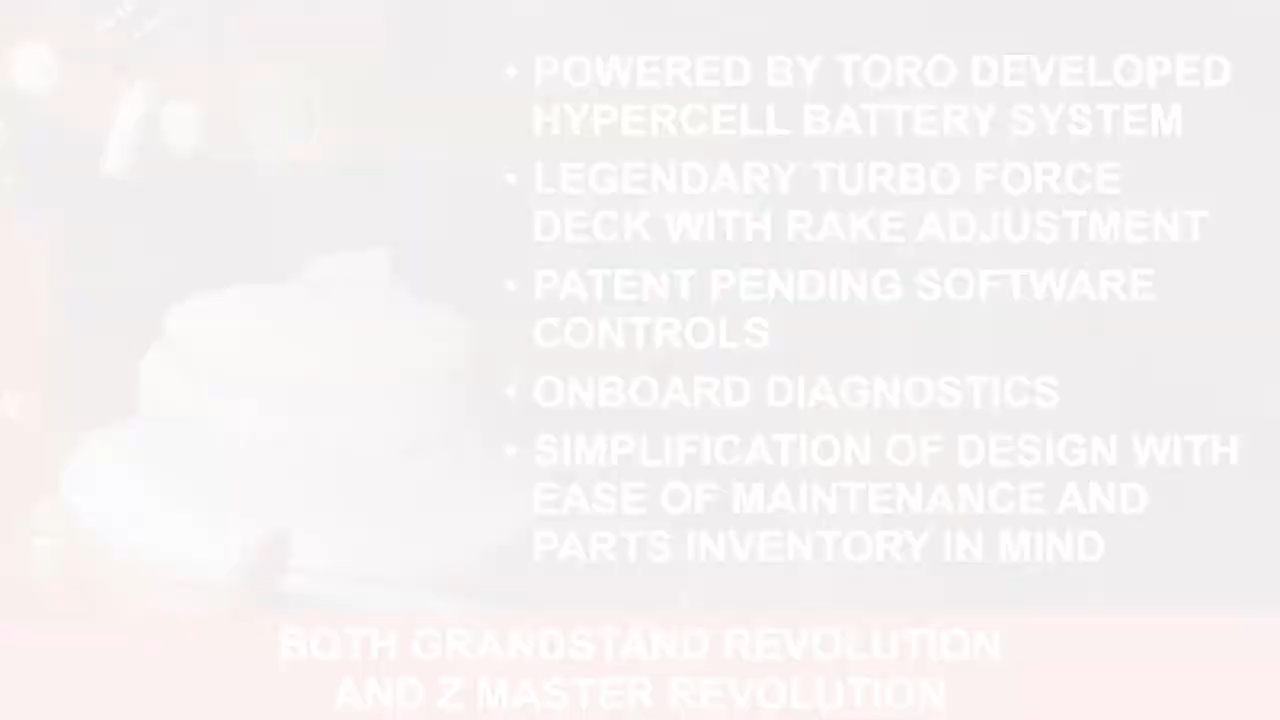 • POWERED BY TORO DEVELOPED
HYPERCELL BATTERY SYSTEM
• LEGENDARY TURBO FORCE
DECK WITH RAKE ADJUSTMENT
• PATENT PENDING SOFTWARE
CONTROLS
• ONBOARD DIAGNOSTICS
• SIMPLIFICATION OF DESIGN WITH
EASE OF MAINTENANCE AND
PARTS INVENTORY IN MIND
BOTH GRANDSTAND REVOLUTION
AND Z MASTER REVOLUTION